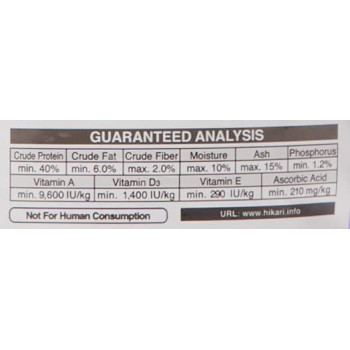 GUARANTEED ANALYSIS
Crude Protein Crude Fat Crude Fiber Moisture Ash Phosphorus
min. 40% min. 6.0% max. 2.0% max. 10% max. 15% min. 1.2%
Vitamin A Vitamin D3 Vitamin E Ascorbic Acid
min. 9,600 IU/kg min. 1,400 IU/kg min. 290 IU/kg min. 210 mg/kg
Not For Human Consumption URL: www.hikari.info